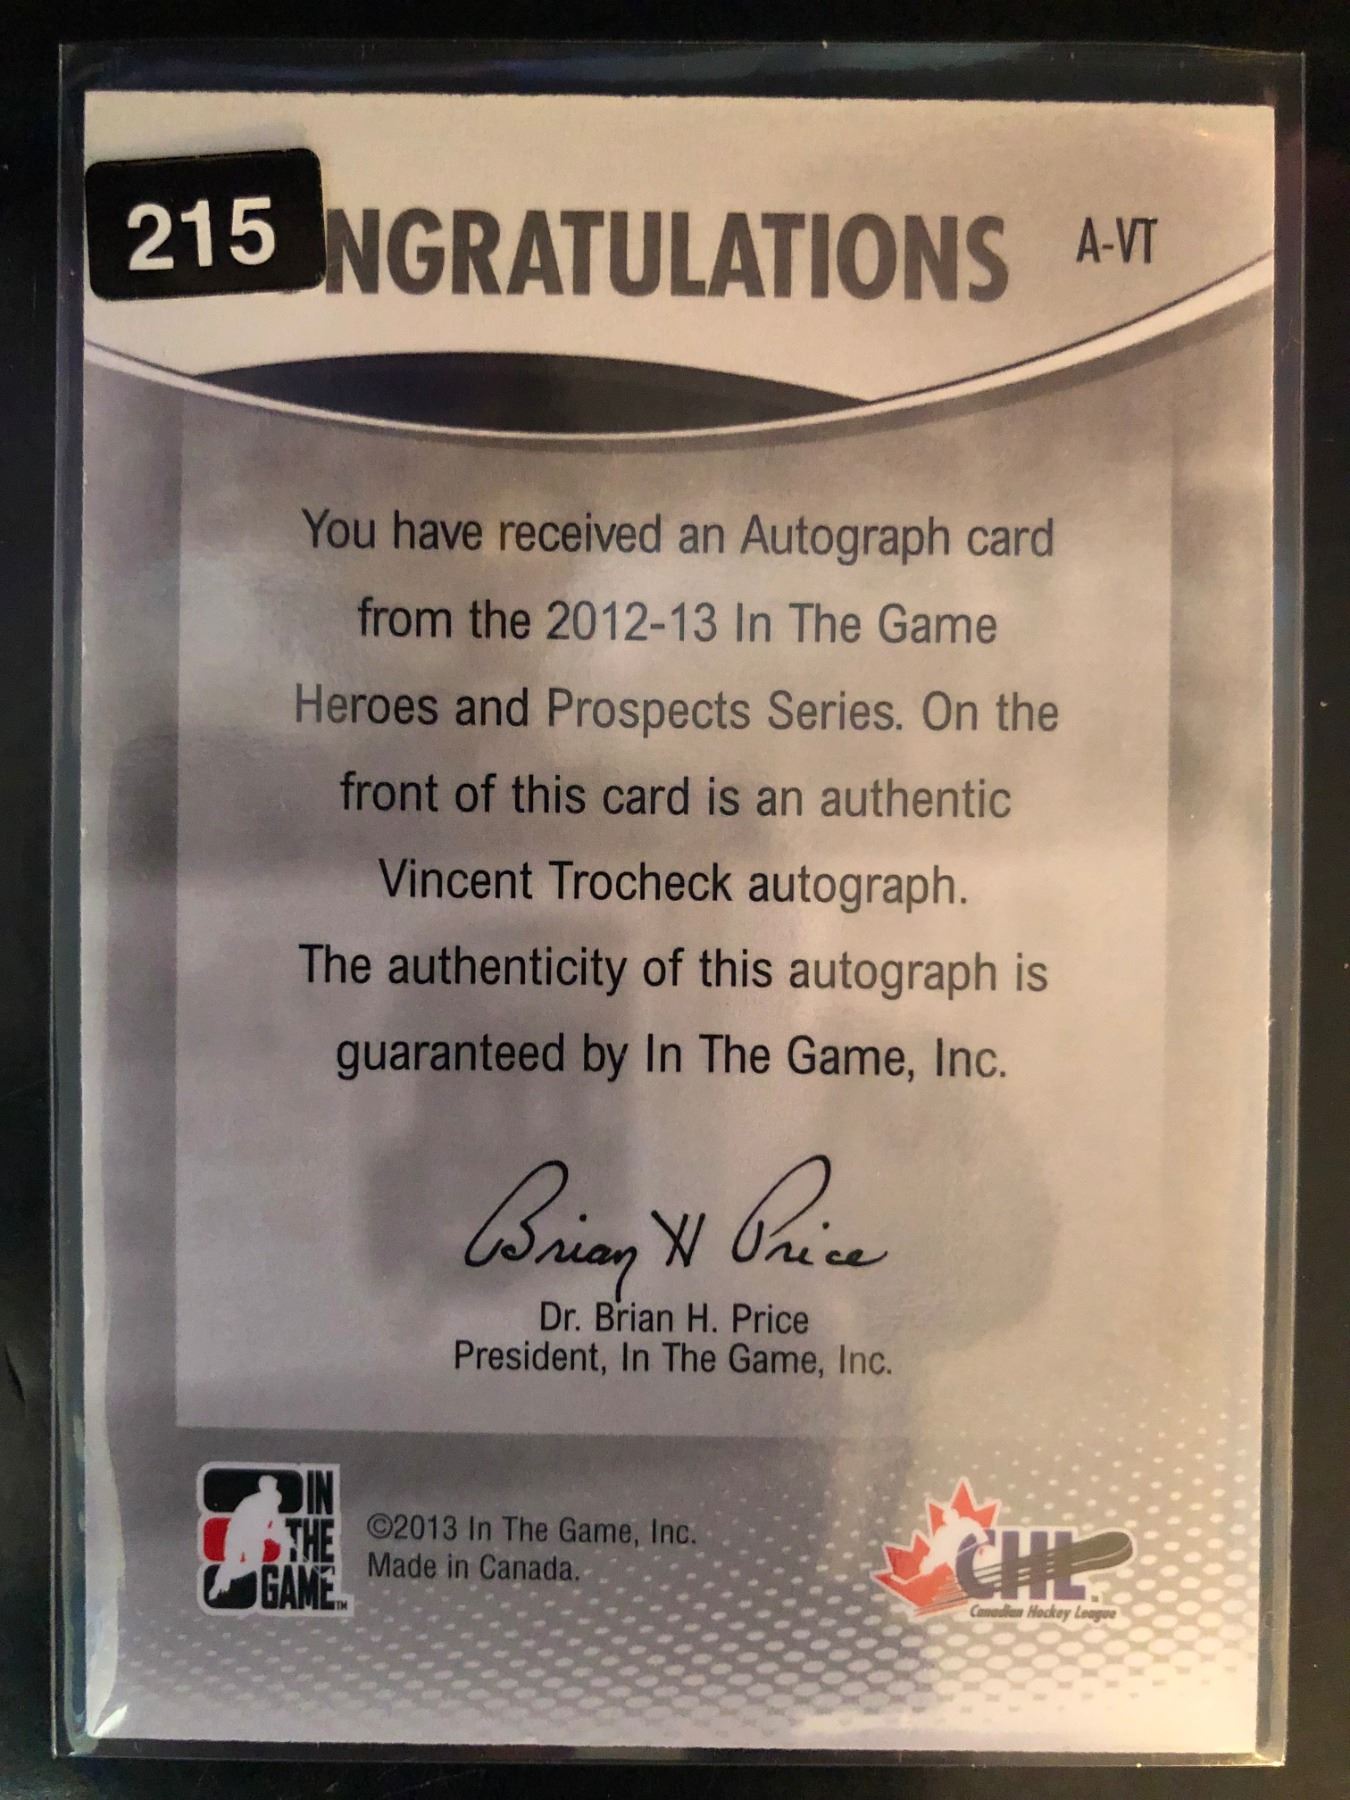 215
NGRATULATIONS
A-VT
You have received an Autograph card
from the 2012-13 In The Game
Heroes and Prospects Series. On the
front of this card is an authentic
Vincent Trocheck autograph.
The authenticity of this autograph is
guaranteed by In The Game, Inc.
Brian H Price
Dr. Brian H. Price
President, In The Game, Inc.
IN
THE
GAME™
©2013 In The Game, Inc.
Made in Canada.
CHL™
Canadian Hockey League